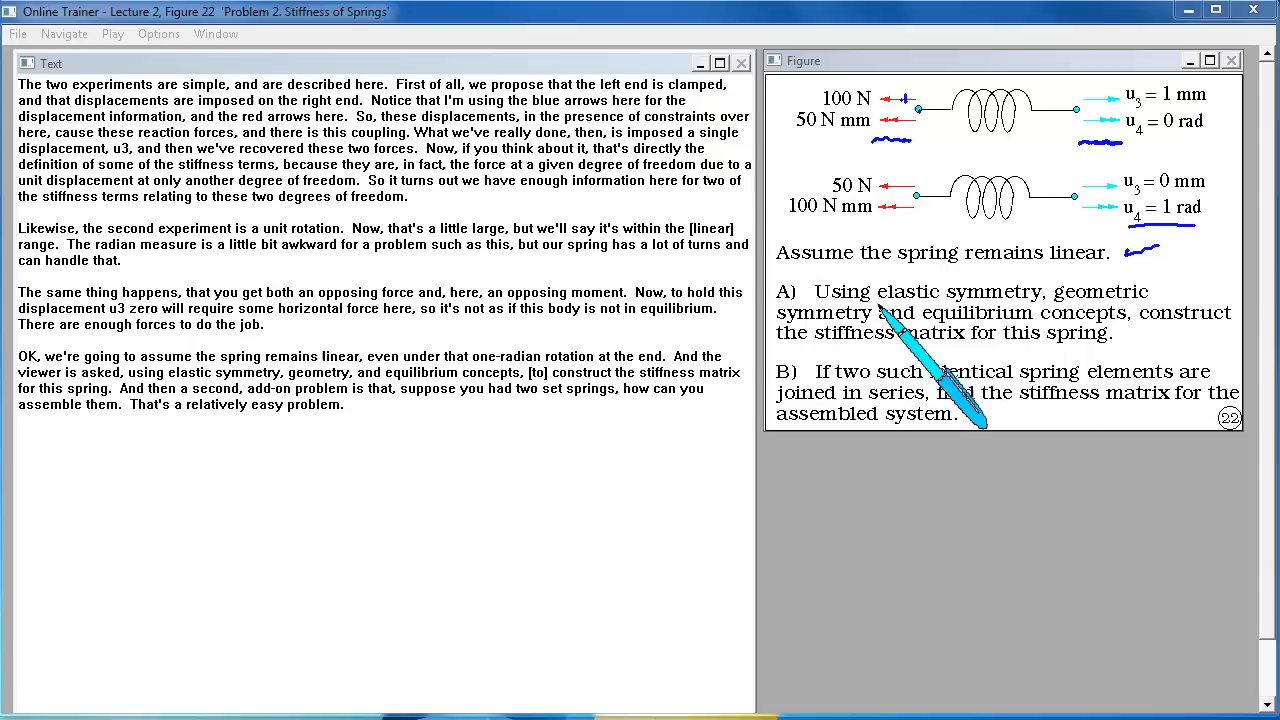 Online Trainer - Lecture 2, Figure 22 'Problem 2. Stiffness of Springs'
File Navigate Play Options Window
Text
The two experiments are simple, and are described here. First of all, we propose that the left end is clamped,
and that displacements are imposed on the right end. Notice that I'm using the blue arrows here for the
displacement information, and the red arrows here. So, these displacements, in the presence of constraints over
here, cause these reaction forces, and there is this coupling. What we've really done, then, is imposed a single
displacement, u3, and then we've recovered these two forces. Now, if you think about it, that's directly the
definition of some of the stiffness terms, because they are, in fact, the force at a given degree of freedom due to a
unit displacement at only another degree of freedom. So it turns out we have enough information here for two of
the stiffness terms relating to these two degrees of freedom.
Likewise, the second experiment is a unit rotation. Now, that's a little large, but we'll say it's within the [linear]
range. The radian measure is a little bit awkward for a problem such as this, but our spring has a lot of turns and
can handle that.
The same thing happens, that you get both an opposing force and, here, an opposing moment. Now, to hold this
displacement u3 zero will require some horizontal force here, so it's not as if this body is not in equilibrium.
There are enough forces to do the job.
OK, we're going to assume the spring remains linear, even under that one-radian rotation at the end. And the
viewer is asked, using elastic symmetry, geometry, and equilibrium concepts, [to] construct the stiffness matrix
for this spring. And then a second, add-on problem is that, suppose you had two set springs, how can you
assemble them. That's a relatively easy problem.
Figure
100 N u3 = 1 mm
50 N mm u4 = 0 rad
50 N u3 = 0 mm
100 N mm u4 = 1 rad
Assume the spring remains linear.
A) Using elastic symmetry, geometric
symmetry and equilibrium concepts, construct
the stiffness matrix for this spring.
B) If two such identical spring elements are
joined in series, find the stiffness matrix for the
assembled system.
22